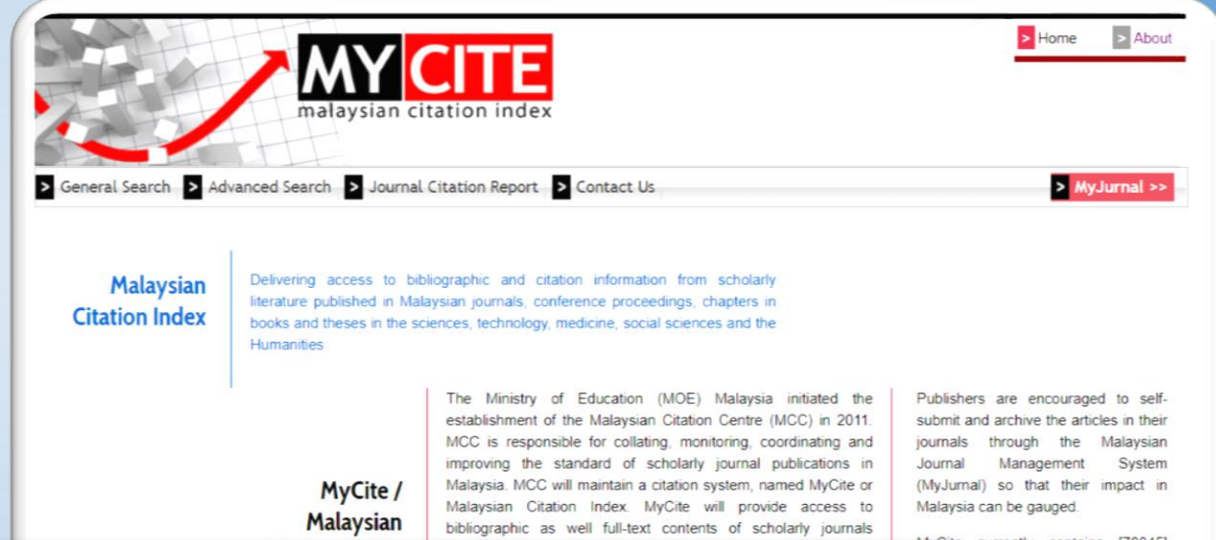 > Home > About
MYCITE
malaysian citation index
> General Search > Advanced Search > Journal Citation Report > Contact Us > MyJurnal >>
Malaysian
Citation Index
Delivering access to bibliographic and citation information from scholarly
literature published in Malaysian journals, conference proceedings, chapters in
books and theses in the sciences, technology, medicine, social sciences and the
Humanities
MyCite /
Malaysian
The Ministry of Education (MOE) Malaysia initiated the
establishment of the Malaysian Citation Centre (MCC) in 2011.
MCC is responsible for collating, monitoring, coordinating and
improving the standard of scholarly journal publications in
Malaysia. MCC will maintain a citation system, named MyCite or
Malaysian Citation Index. MyCite will provide access to
bibliographic as well full-text contents of scholarly journals
Publishers are encouraged to self-
submit and archive the articles in their
journals through the Malaysian
Journal Management System
(MyJurnal) so that their impact in
Malaysia can be gauged.
MyCite currently contains